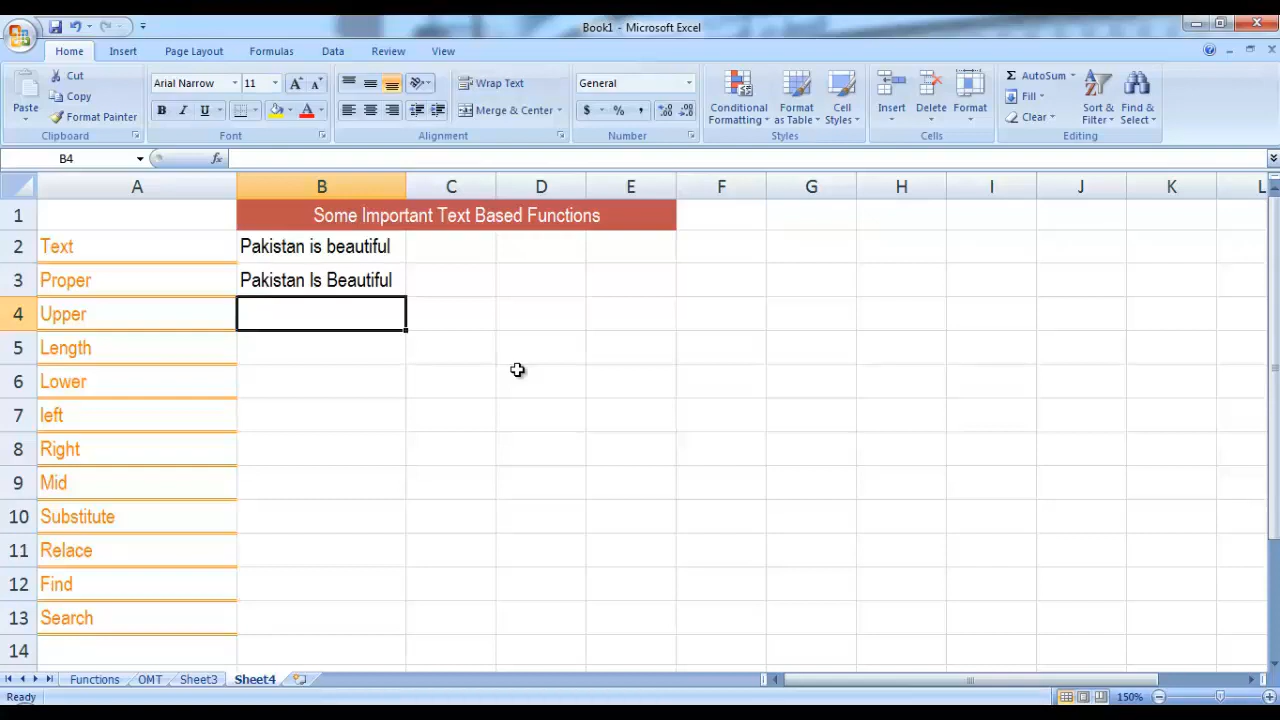 Book1 - Microsoft Excel
Home Insert Page Layout Formulas Data Review View
Paste
Cut
Copy
Format Painter
Clipboard
Arial Narrow 11
B I U
Font
Wrap Text
Merge & Center
Alignment
General
$ % ,
Number
Conditional Formatting
Format as Table
Cell Styles
Styles
Insert Delete Format
Cells
Σ AutoSum
Fill
Clear
Sort & Filter
Find & Select
Editing
B4 fx
A B C D E F G H I J K L
1 Some Important Text Based Functions
2 Text Pakistan is beautiful
3 Proper Pakistan Is Beautiful
4 Upper
5 Length
6 Lower
7 left
8 Right
9 Mid
10 Substitute
11 Relace
12 Find
13 Search
14
Functions OMT Sheet3 Sheet4
Ready 150%